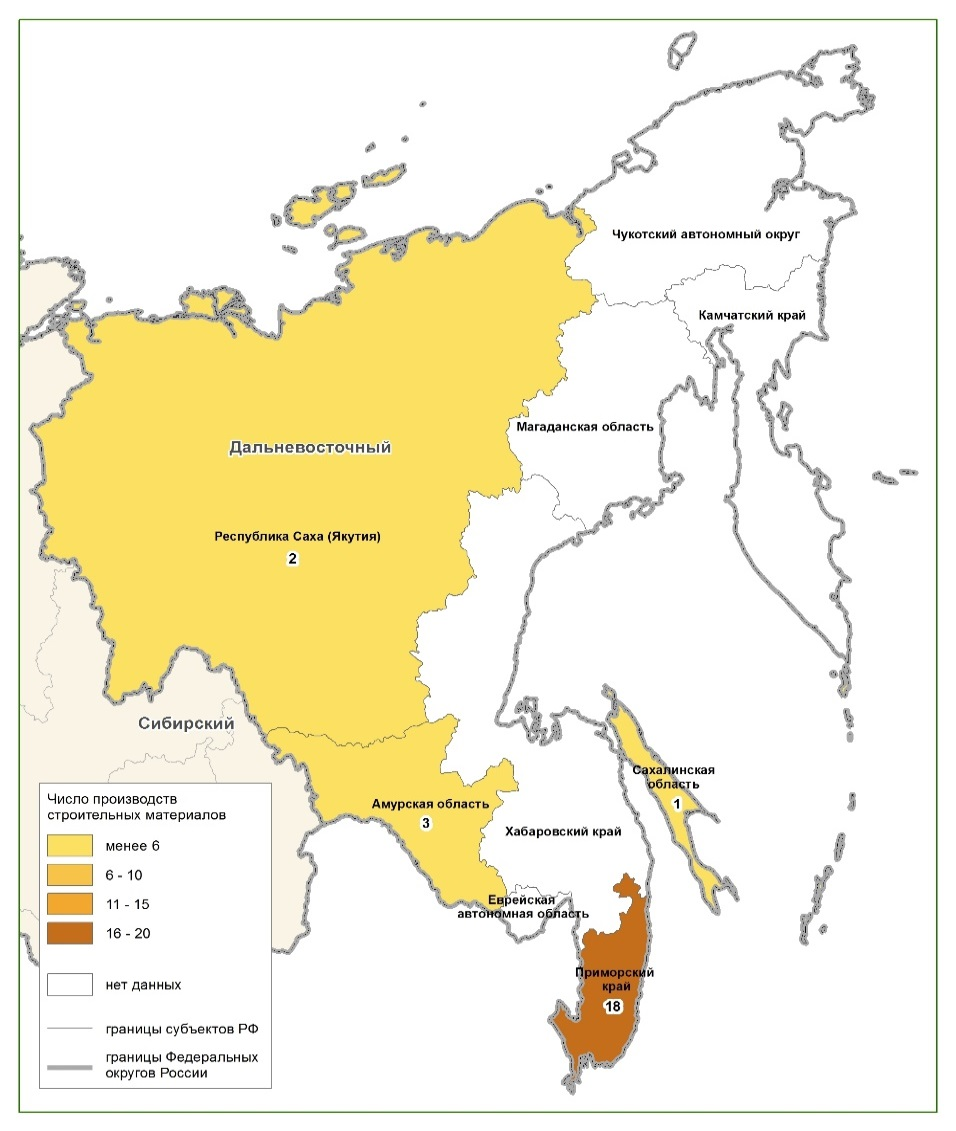 Чукотский автономный округ
Камчатский край
Магаданская область
Дальневосточный
Республика Саха (Якутия)
2
Сибирский
Сахалинская
область
1
Амурская область
3
Хабаровский край
Еврейская
автономная область
Приморский
край
18
Число производств
строительных материалов
менее 6
6 - 10
11 - 15
16 - 20
нет данных
границы субъектов РФ
границы Федеральных
округов России